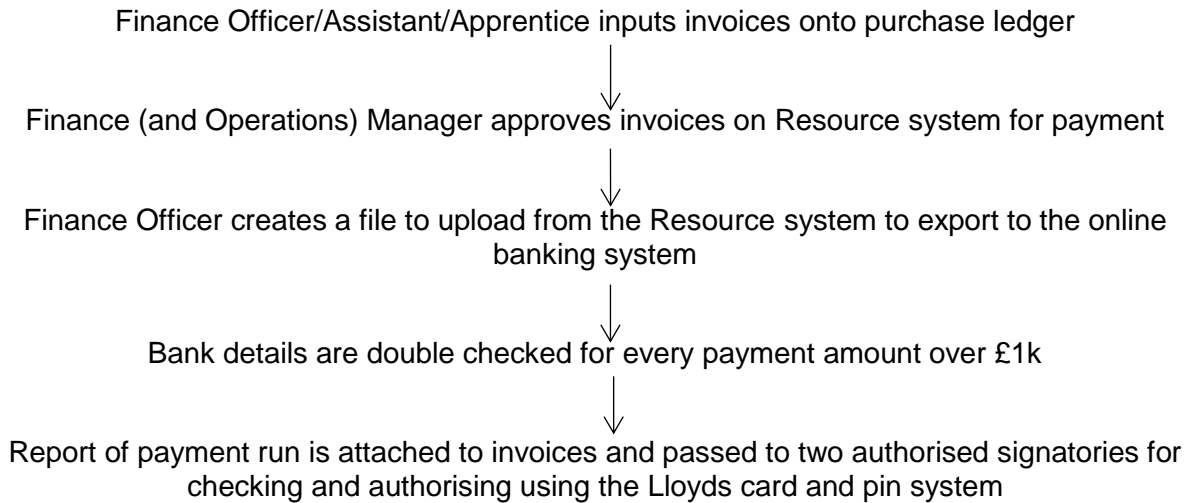 Finance Officer/Assistant/Apprentice inputs invoices onto purchase ledger
Finance (and Operations) Manager approves invoices on Resource system for payment
Finance Officer creates a file to upload from the Resource system to export to the online
banking system
Bank details are double checked for every payment amount over £1k
Report of payment run is attached to invoices and passed to two authorised signatories for
checking and authorising using the Lloyds card and pin system